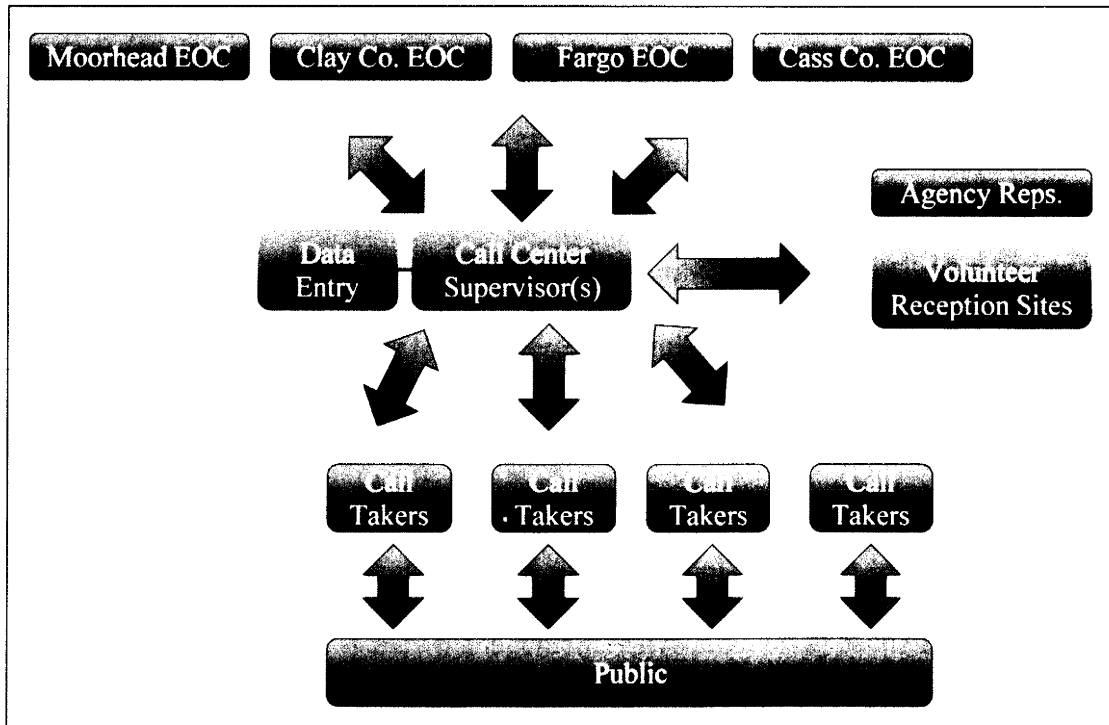 Moorhead EOC
Clay Co. EOC
Fargo EOC
Cass Co. EOC
Agency Reps.
Data
Entry
Call Center
Supervisor(s)
Volunteer
Reception Sites
Call
Takers
Call
Takers
Call
Takers
Call
Takers
Public